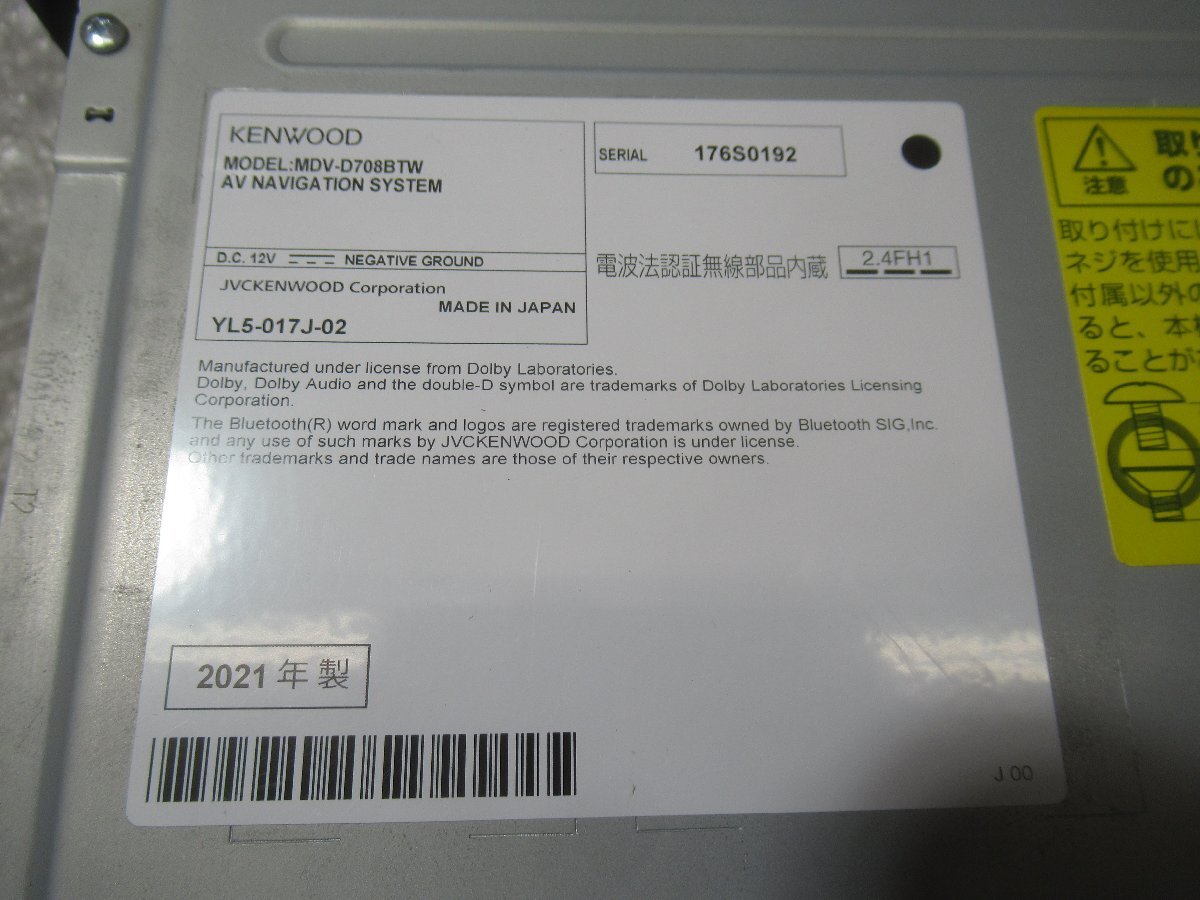 KENWOOD
MODEL:MDV-D708BTW
AV NAVIGATION SYSTEM
D.C. 12V NEGATIVE GROUND
JVCKENWOOD Corporation
MADE IN JAPAN
YL5-017J-02
SERIAL 176S0192
電波法認証無線部品内蔵 2.4FH1
Manufactured under license from Dolby Laboratories.
Dolby, Dolby Audio and the double-D symbol are trademarks of Dolby Laboratories Licensing
Corporation.
The Bluetooth(R) word mark and logos are registered trademarks owned by Bluetooth SIG,Inc.
and any use of such marks by JVCKENWOOD Corporation is under license.
Other trademarks and trade names are those of their respective owners.
2021 年 製
J 00
注意
取り
の
取り付けに
ネジを使用
付属以外の
ると、本
ることが